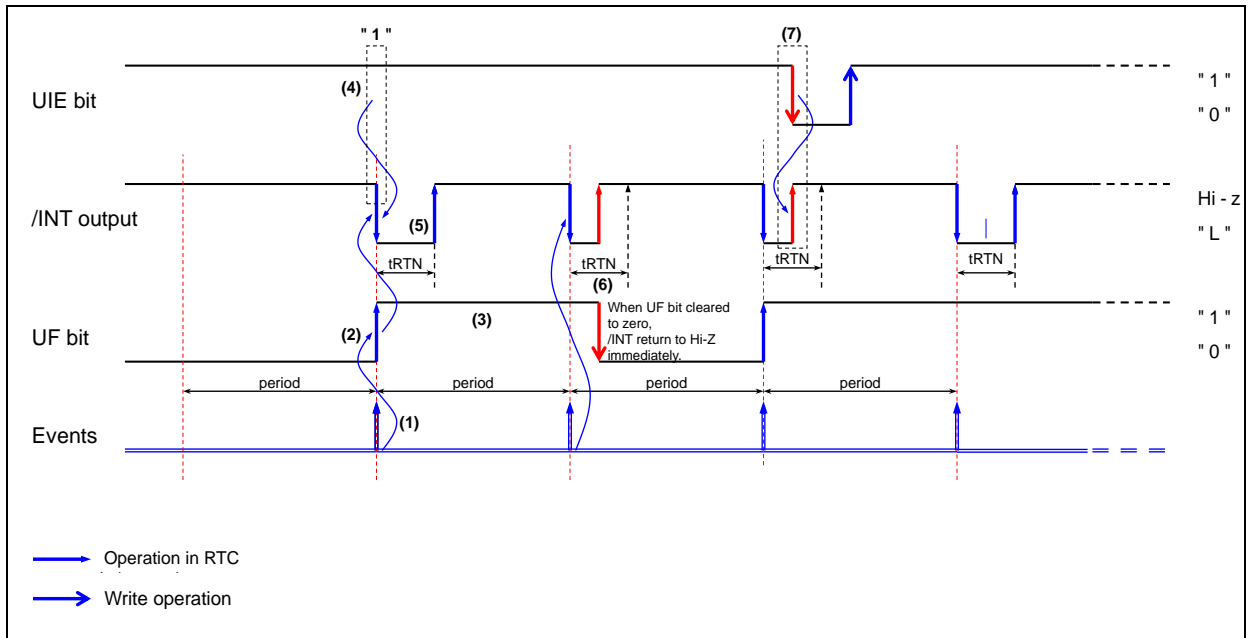 " 1 "
(7)
UIE bit
(4)
" 1 "
" 0 "
/INT output
(5)
Hi - z
" L "
tRTN
tRTN
tRTN
tRTN
(6)
UF bit
(2)
(3)
When UF bit cleared
to zero,
/INT return to Hi-Z
immediately.
" 1 "
" 0 "
period
period
period
period
Events
(1)
Operation in RTC
Write operation